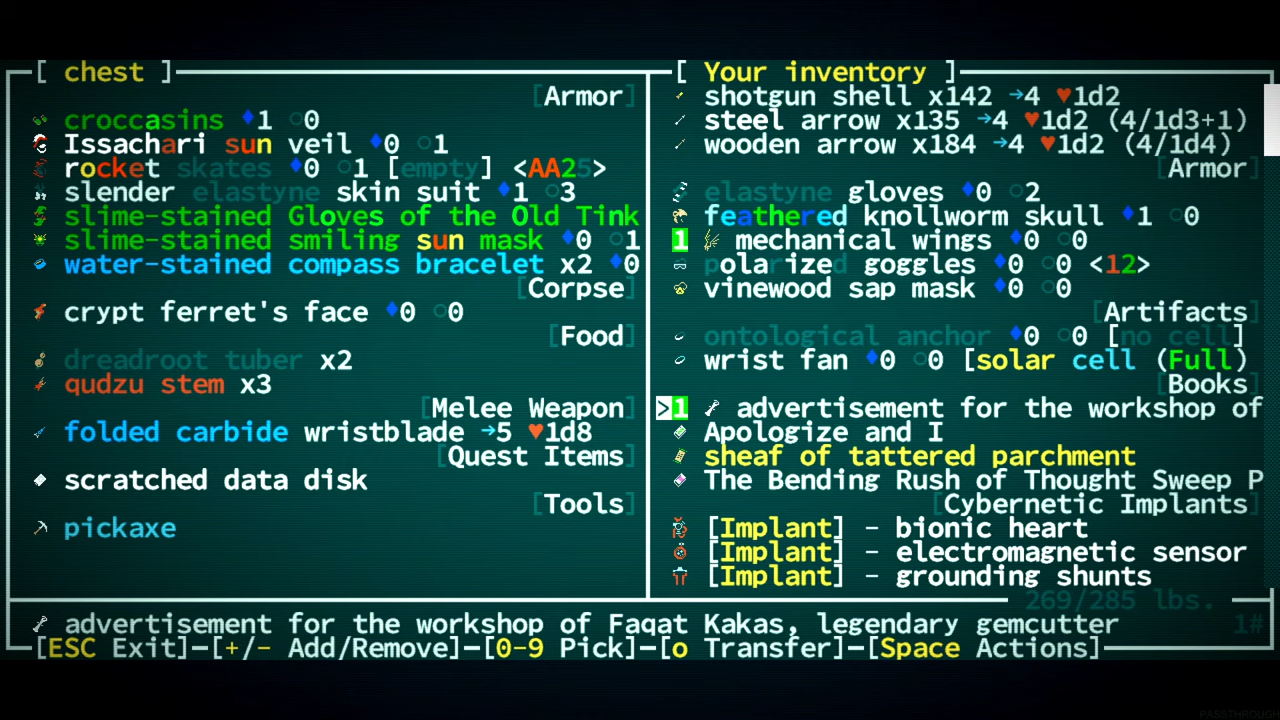 [ chest ]
[Armor]
croccasins ♦1 ○0
Issachari sun veil ♦0 ○1
rocket skates ♦0 ○1 [empty] <AA25>
slender elastyne skin suit ♦1 ○3
slime-stained Gloves of the Old Tink
slime-stained smiling sun mask ♦0 ○1
water-stained compass bracelet x2 ♦0
[Corpse]
crypt ferret's face ♦0 ○0
[Food]
dreadroot tuber x2
qudzu stem x3
[Melee Weapon]
folded carbide wristblade →5 ♥1d8
[Quest Items]
scratched data disk
[Tools]
pickaxe
[ Your inventory ]
shotgun shell x142 →4 ♥1d2
steel arrow x135 →4 ♥1d2 (4/1d3+1)
wooden arrow x184 →4 ♥1d2 (4/1d4)
[Armor]
elastyne gloves ♦0 ○2
feathered knollworm skull ♦1 ○0
1 mechanical wings ♦0 ○0
polarized goggles ♦0 ○0 <12>
vinewood sap mask ♦0 ○0
[Artifacts]
ontological anchor ♦0 ○0 [no cell]
wrist fan ♦0 ○0 [solar cell (Full)
[Books]
>1 advertisement for the workshop of
Apologize and I
sheaf of tattered parchment
The Bending Rush of Thought Sweep P
[Cybernetic Implants]
[Implant] - bionic heart
[Implant] - electromagnetic sensor
[Implant] - grounding shunts
269/285 lbs.
advertisement for the workshop of Faqat Kakas, legendary gemcutter 1#
[ESC Exit]-[+/- Add/Remove]-[0-9 Pick]-[o Transfer]-[Space Actions]
PASSTHROUGH